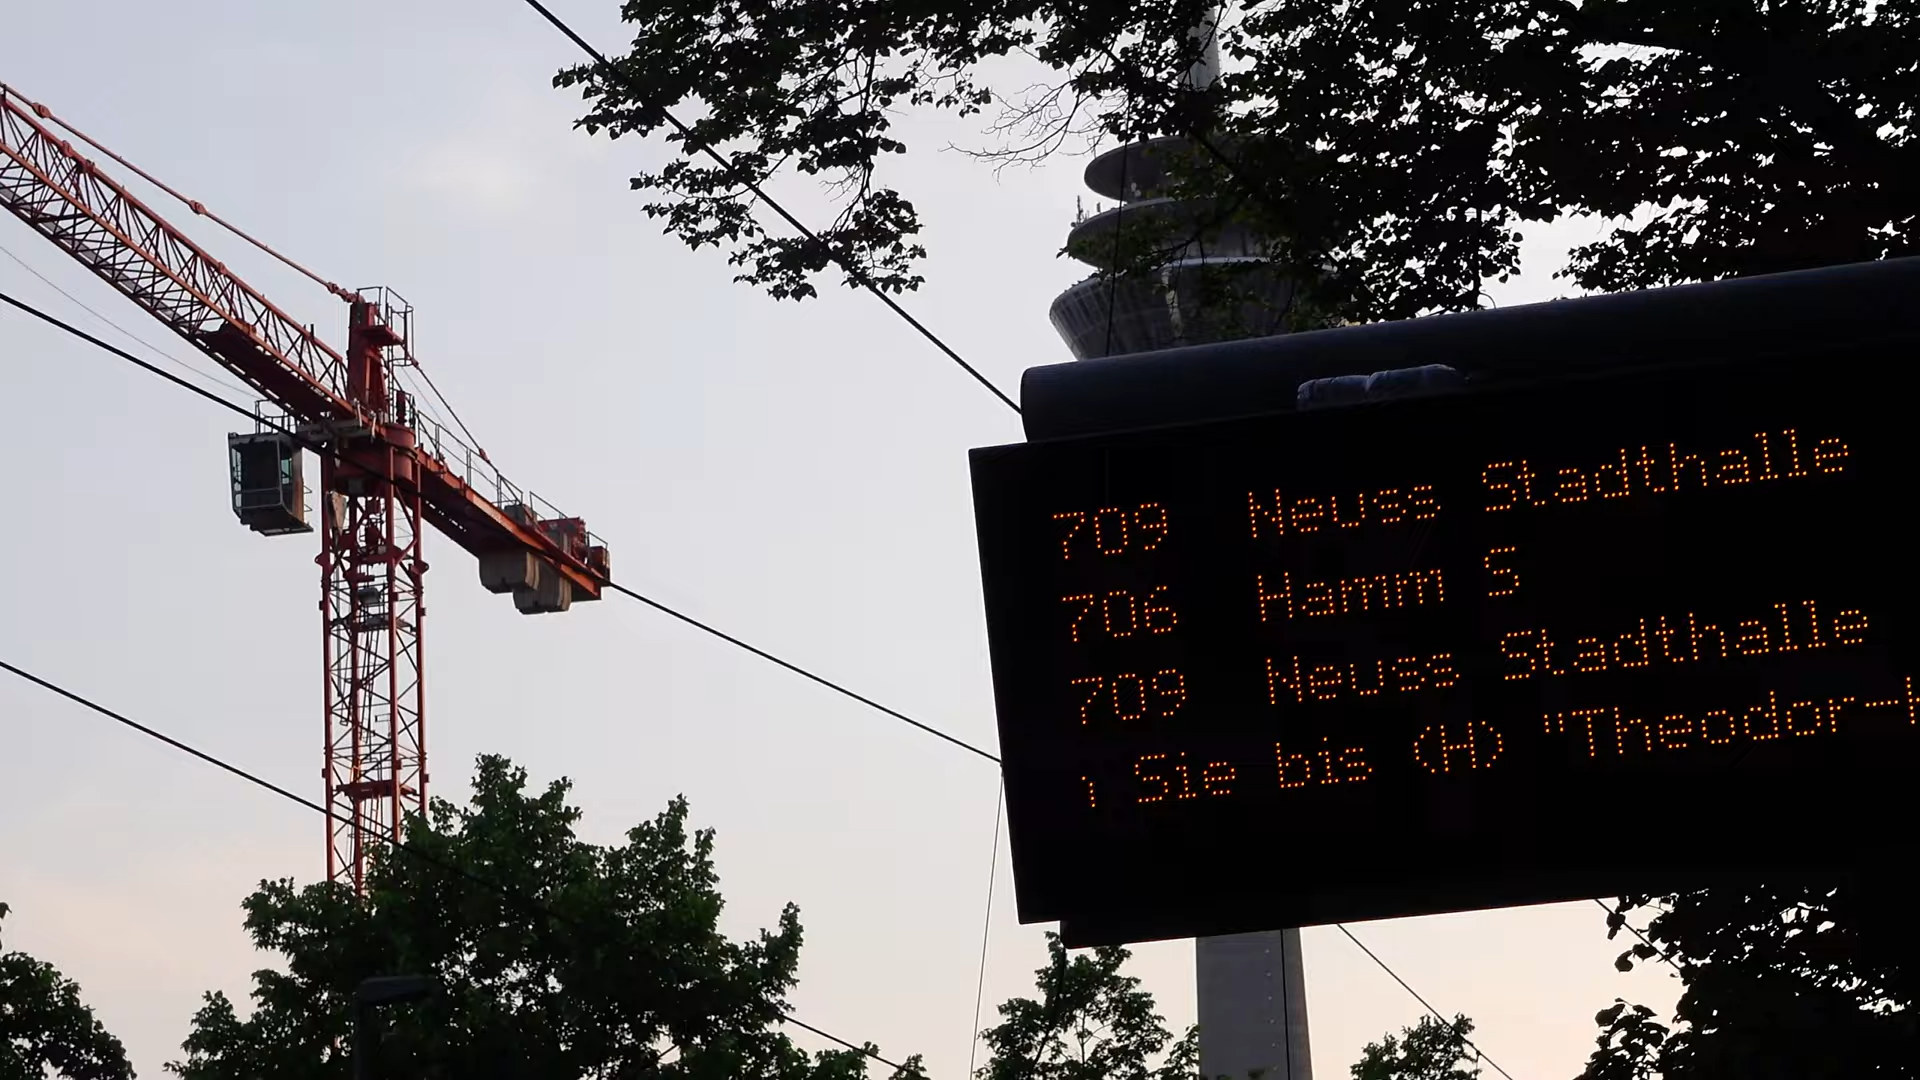 709 Neuss Stadthalle
706 Hamm S
709 Neuss Stadthalle
Sie bis (H) "Theodor-